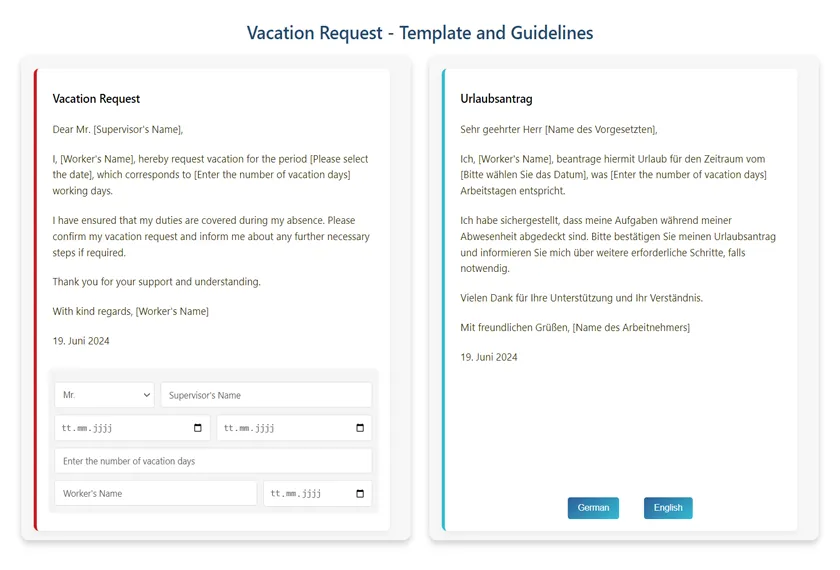 Vacation Request - Template and Guidelines
Vacation Request
Dear Mr. [Supervisor's Name],
I, [Worker's Name], hereby request vacation for the period [Please select
the date], which corresponds to [Enter the number of vacation days]
working days.
I have ensured that my duties are covered during my absence. Please
confirm my vacation request and inform me about any further necessary
steps if required.
Thank you for your support and understanding.
With kind regards, [Worker's Name]
19. Juni 2024
Mr.
Supervisor's Name
tt.mm.jjjj
tt.mm.jjjj
Enter the number of vacation days
Worker's Name
tt.mm.jjjj
Urlaubsantrag
Sehr geehrter Herr [Name des Vorgesetzten],
Ich, [Worker's Name], beantrage hiermit Urlaub für den Zeitraum vom
[Bitte wählen Sie das Datum], was [Enter the number of vacation days]
Arbeitstagen entspricht.
Ich habe sichergestellt, dass meine Aufgaben während meiner
Abwesenheit abgedeckt sind. Bitte bestätigen Sie meinen Urlaubsantrag
und informieren Sie mich über weitere erforderliche Schritte, falls
notwendig.
Vielen Dank für Ihre Unterstützung und Ihr Verständnis.
Mit freundlichen Grüßen, [Name des Arbeitnehmers]
19. Juni 2024
German
English